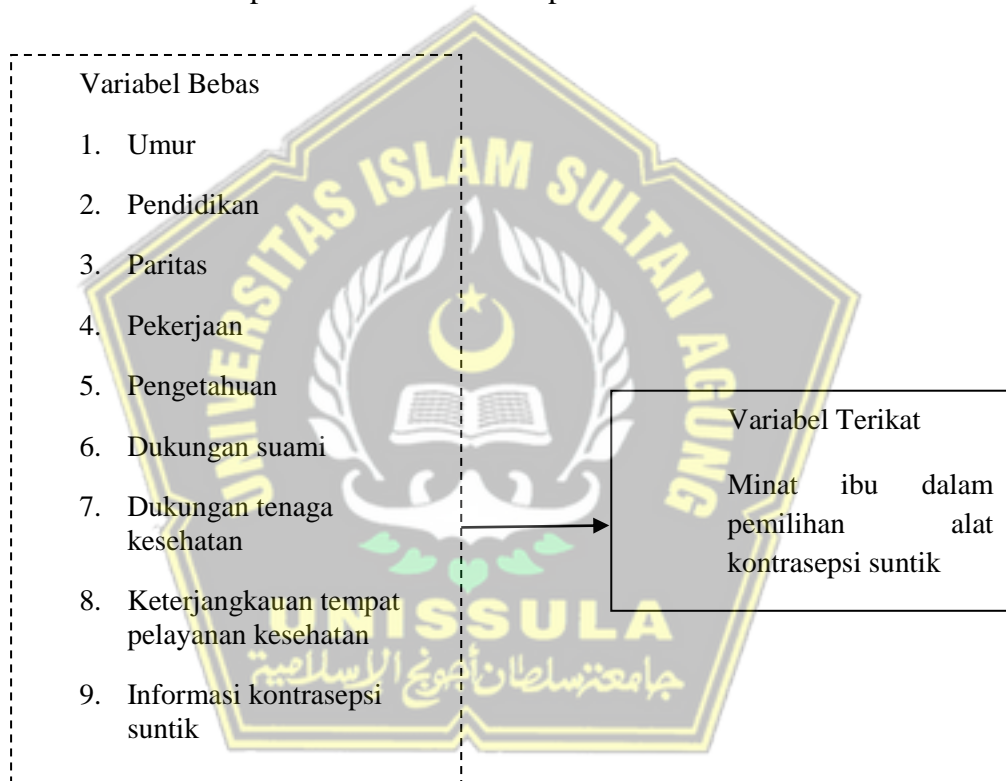 Variabel Bebas
1. Umur
2. Pendidikan
3. Paritas
4. Pekerjaan
5. Pengetahuan
6. Dukungan suami
7. Dukungan tenaga
kesehatan
8. Keterjangkauan tempat
pelayanan kesehatan
9. Informasi kontrasepsi
suntik
Variabel Terikat
Minat ibu dalam
pemilihan alat
kontrasepsi suntik
UNIVERSITAS ISLAM SULTAN AGUNG
UNISSULA
جامعة سلطان أجونج الإسلامية